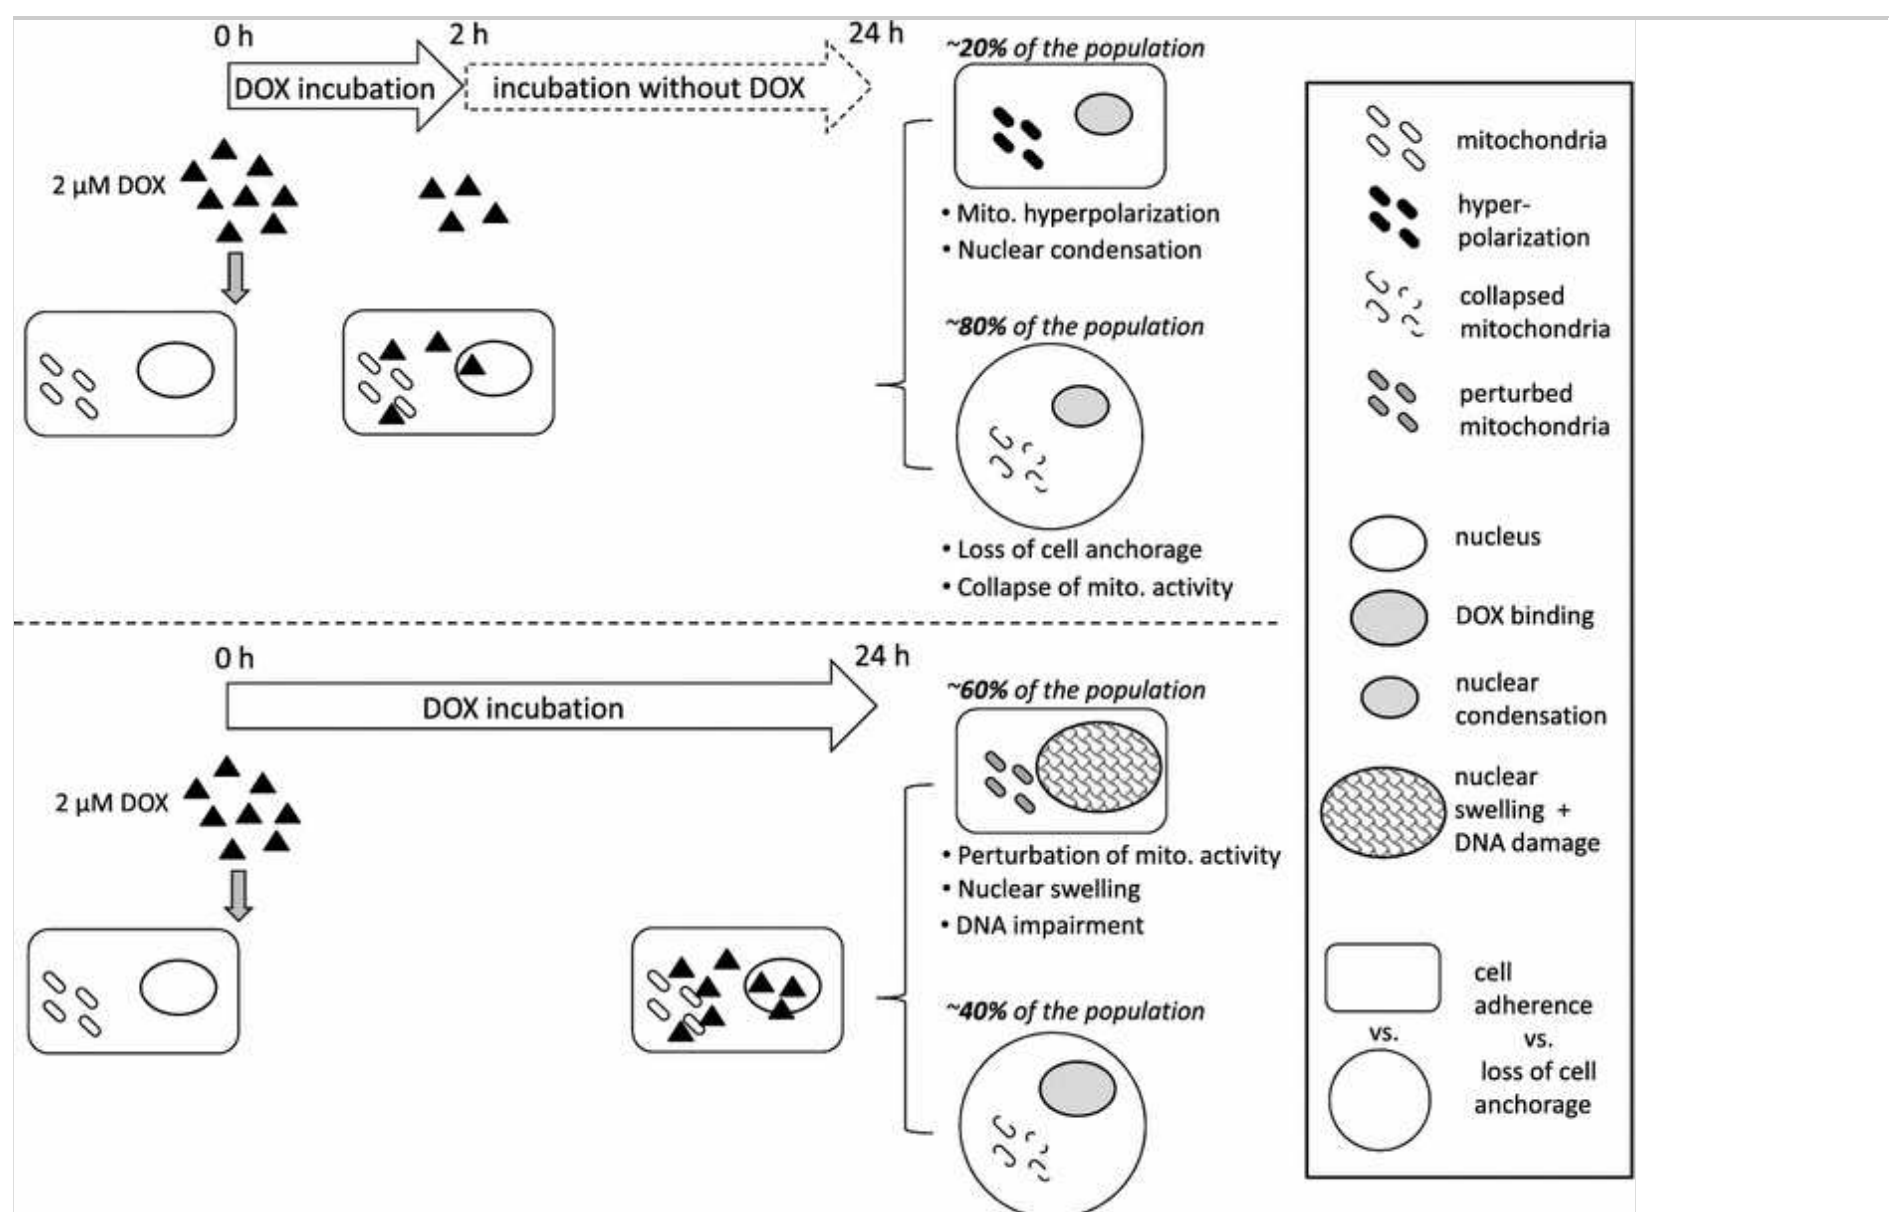 0 h
2 h
24 h
DOX incubation
incubation without DOX
2 µM DOX
~20% of the population
• Mito. hyperpolarization
• Nuclear condensation
~80% of the population
• Loss of cell anchorage
• Collapse of mito. activity
0 h
24 h
DOX incubation
2 µM DOX
~60% of the population
• Perturbation of mito. activity
• Nuclear swelling
• DNA impairment
~40% of the population
mitochondria
hyper-
polarization
collapsed
mitochondria
perturbed
mitochondria
nucleus
DOX binding
nuclear
condensation
nuclear
swelling +
DNA damage
cell
adherence
vs.
vs.
loss of cell
anchorage